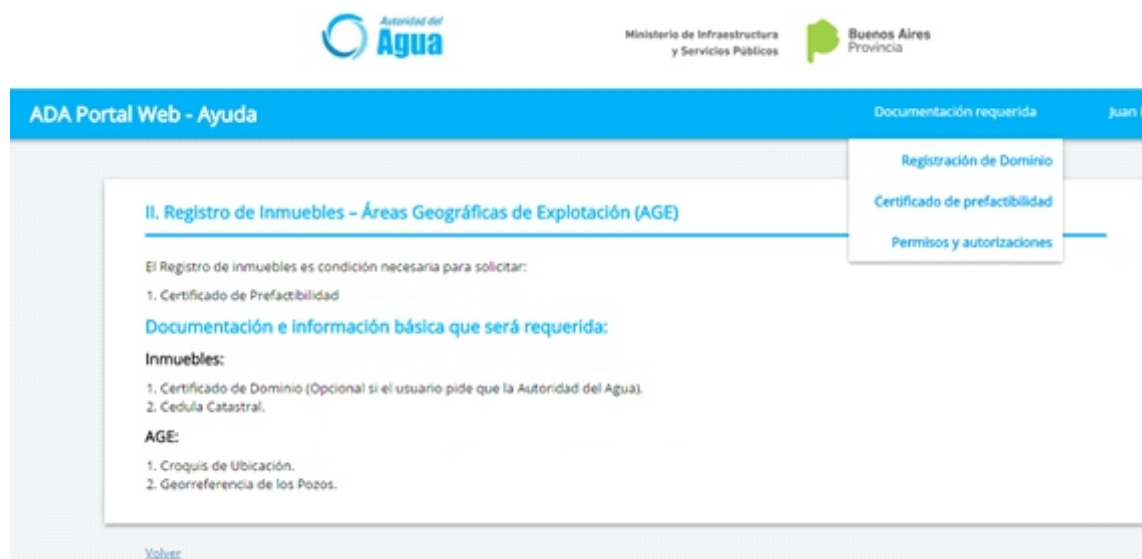 Autoridad del
Agua
Ministerio de Infraestructura
y Servicios Públicos
Buenos Aires
Provincia
ADA Portal Web - Ayuda
Documentación requerida
Juan
Registración de Dominio
Certificado de prefactibilidad
Permisos y autorizaciones
II. Registro de Inmuebles – Áreas Geográficas de Explotación (AGE)
El Registro de inmuebles es condición necesaria para solicitar:
1. Certificado de Prefactibilidad
Documentación e información básica que será requerida:
Inmuebles:
1. Certificado de Dominio (Opcional si el usuario pide que la Autoridad del Agua).
2. Cedula Catastral.
AGE:
1. Croquis de Ubicación.
2. Georreferencia de los Pozos.
Volver